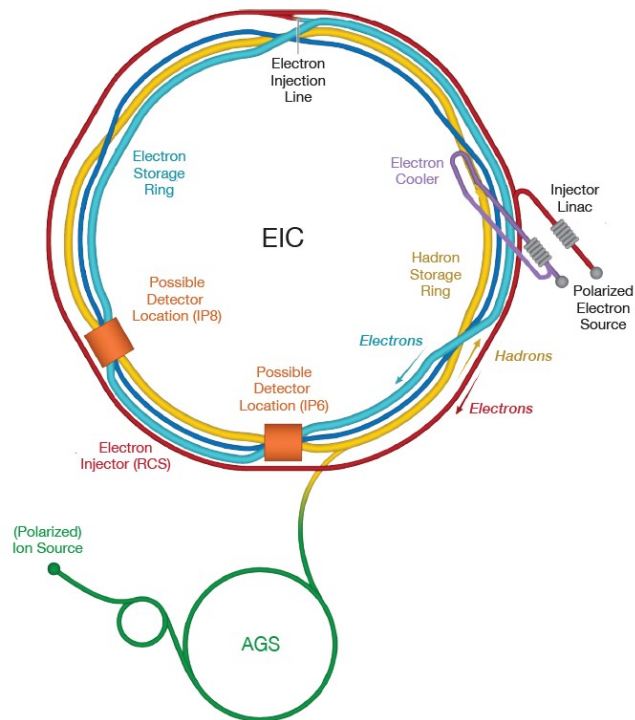 Electron
Injection
Line
Electron
Storage
Ring
Electron
Cooler
Injector
Linac
EIC
Polarized
Electron
Source
Hadron
Storage
Ring
Possible
Detector
Location (IP8)
Electrons
Hadrons
Possible
Detector
Location (IP6)
Electrons
Electron
Injector (RCS)
(Polarized)
Ion Source
AGS